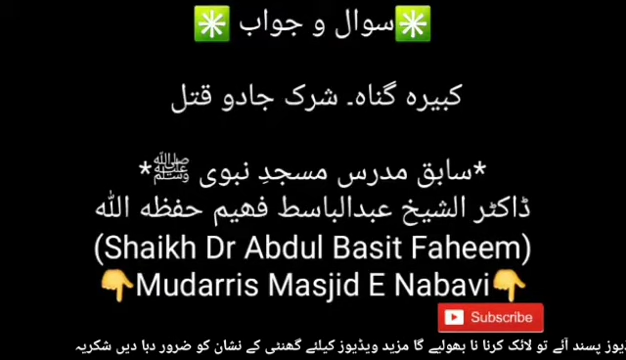 ✳️سوال و جواب ✳️
کبیرہ گناہ۔ شرک جادو قتل
*سابق مدرس مسجدِ نبوی ﷺ*
ڈاکٹر الشیخ عبدالباسط فھیم حفظہ اللہ
(Shaikh Dr Abdul Basit Faheem)
👇Mudarris Masjid E Nabavi👇
Subscribe
یوز پسند آئے تو لائک کرنا نا بھولیے گا مزید ویڈیوز کیلئے گھنٹی کے نشان کو ضرور دبا دیں شکریہ